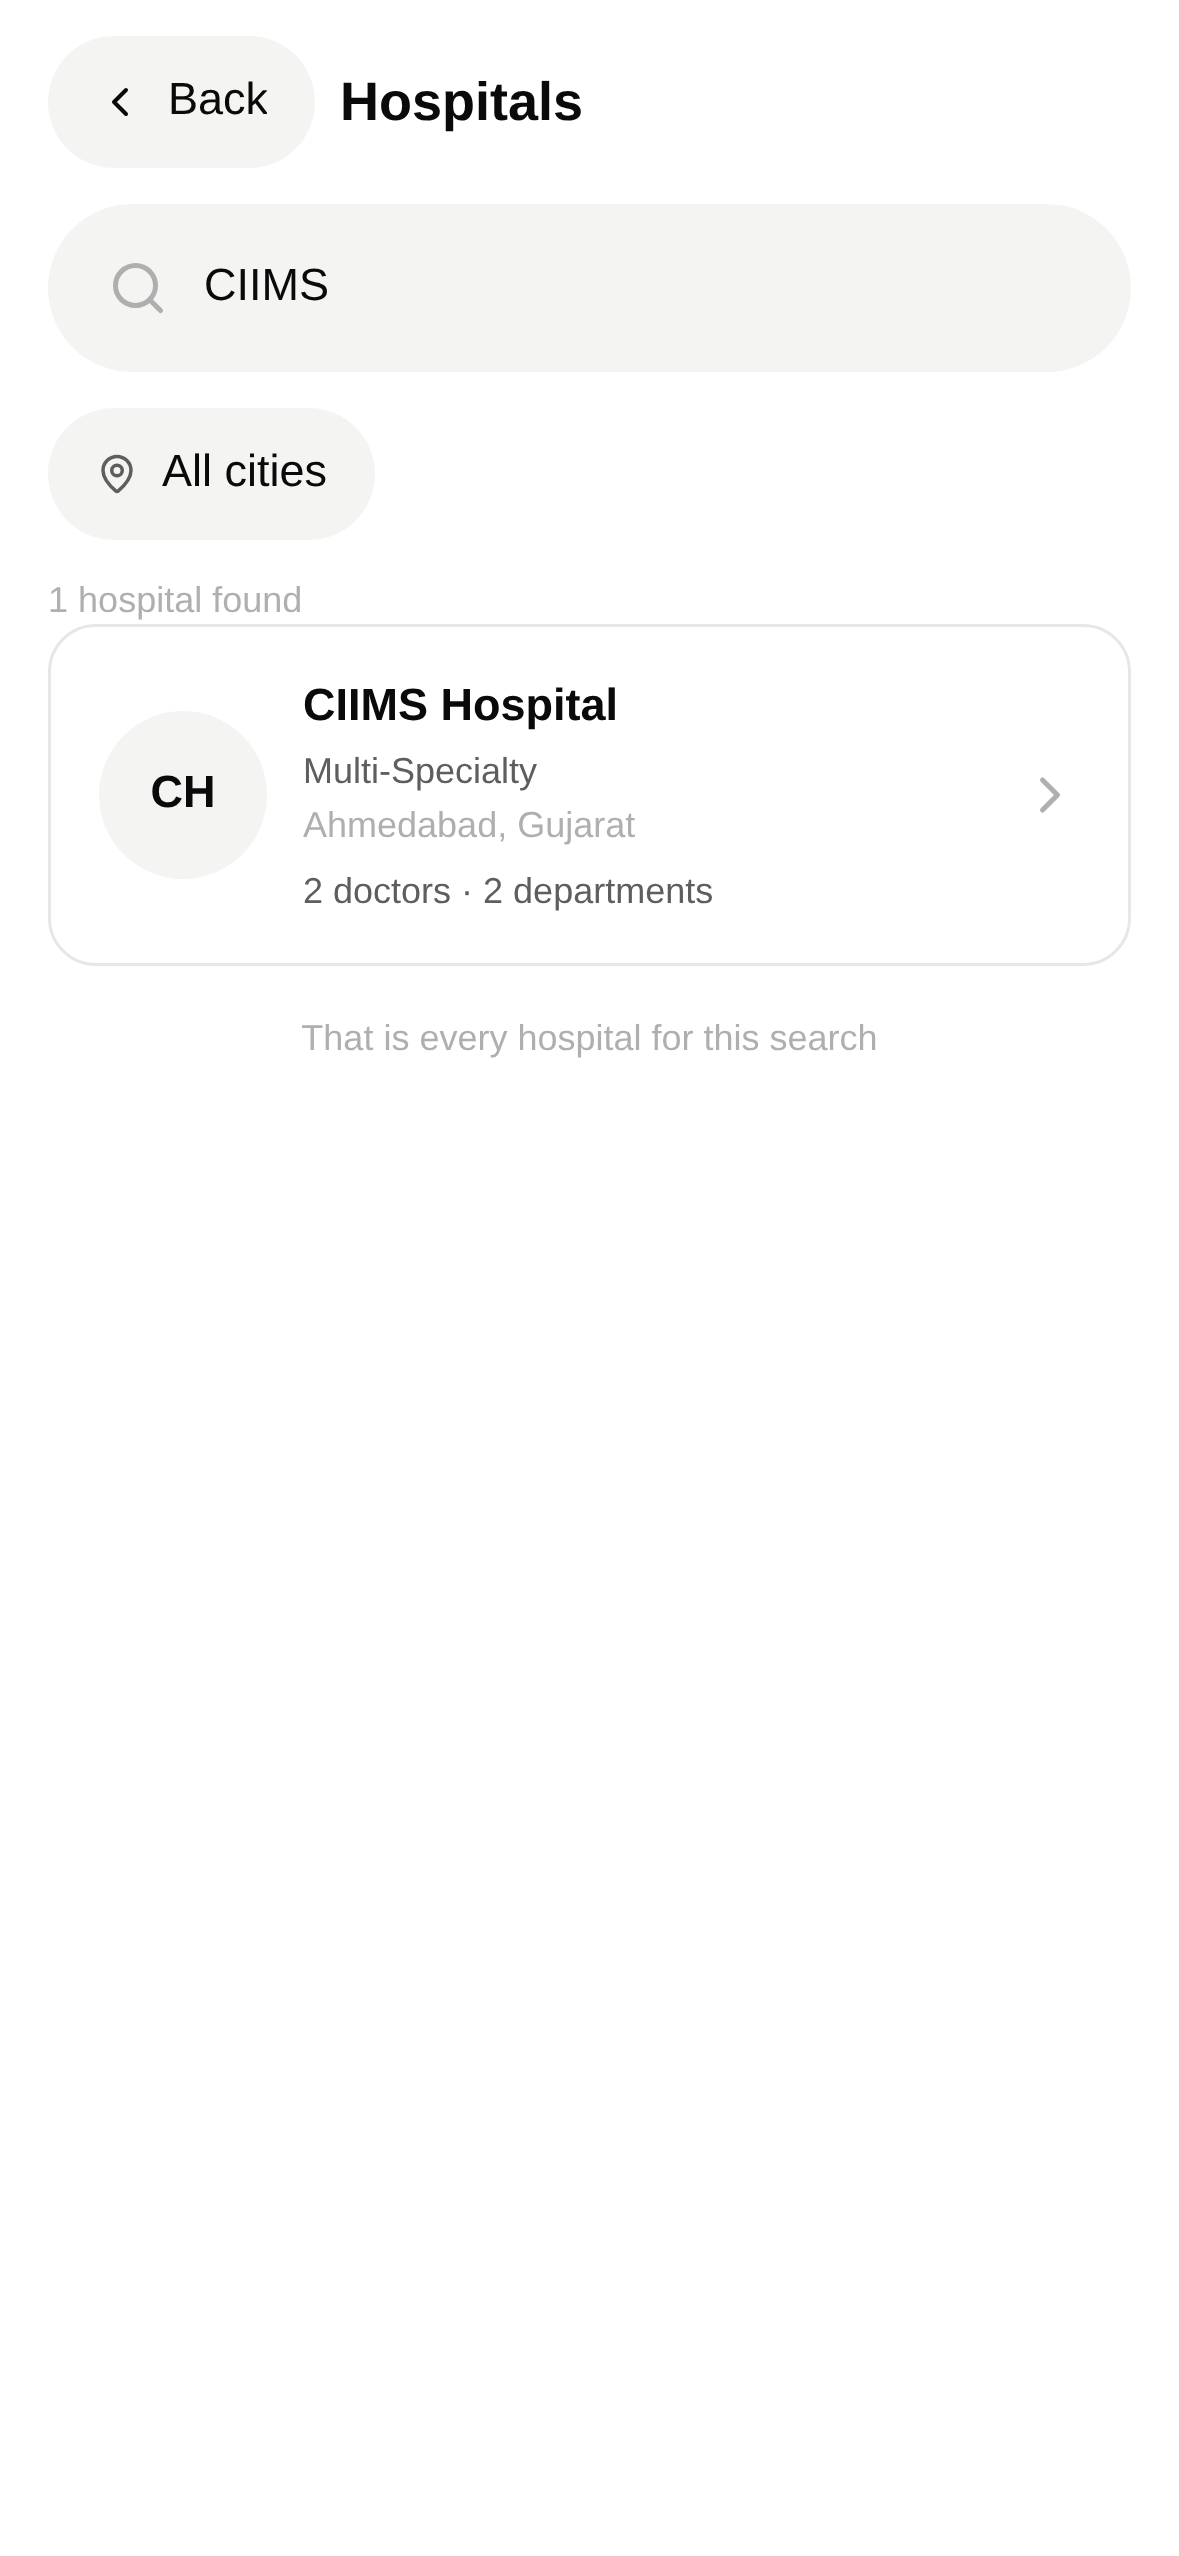 Back
Hospitals
CIIMS
All cities
1 hospital found
CH
CIIMS Hospital
Multi-Specialty
Ahmedabad, Gujarat
2 doctors · 2 departments
That is every hospital for this search